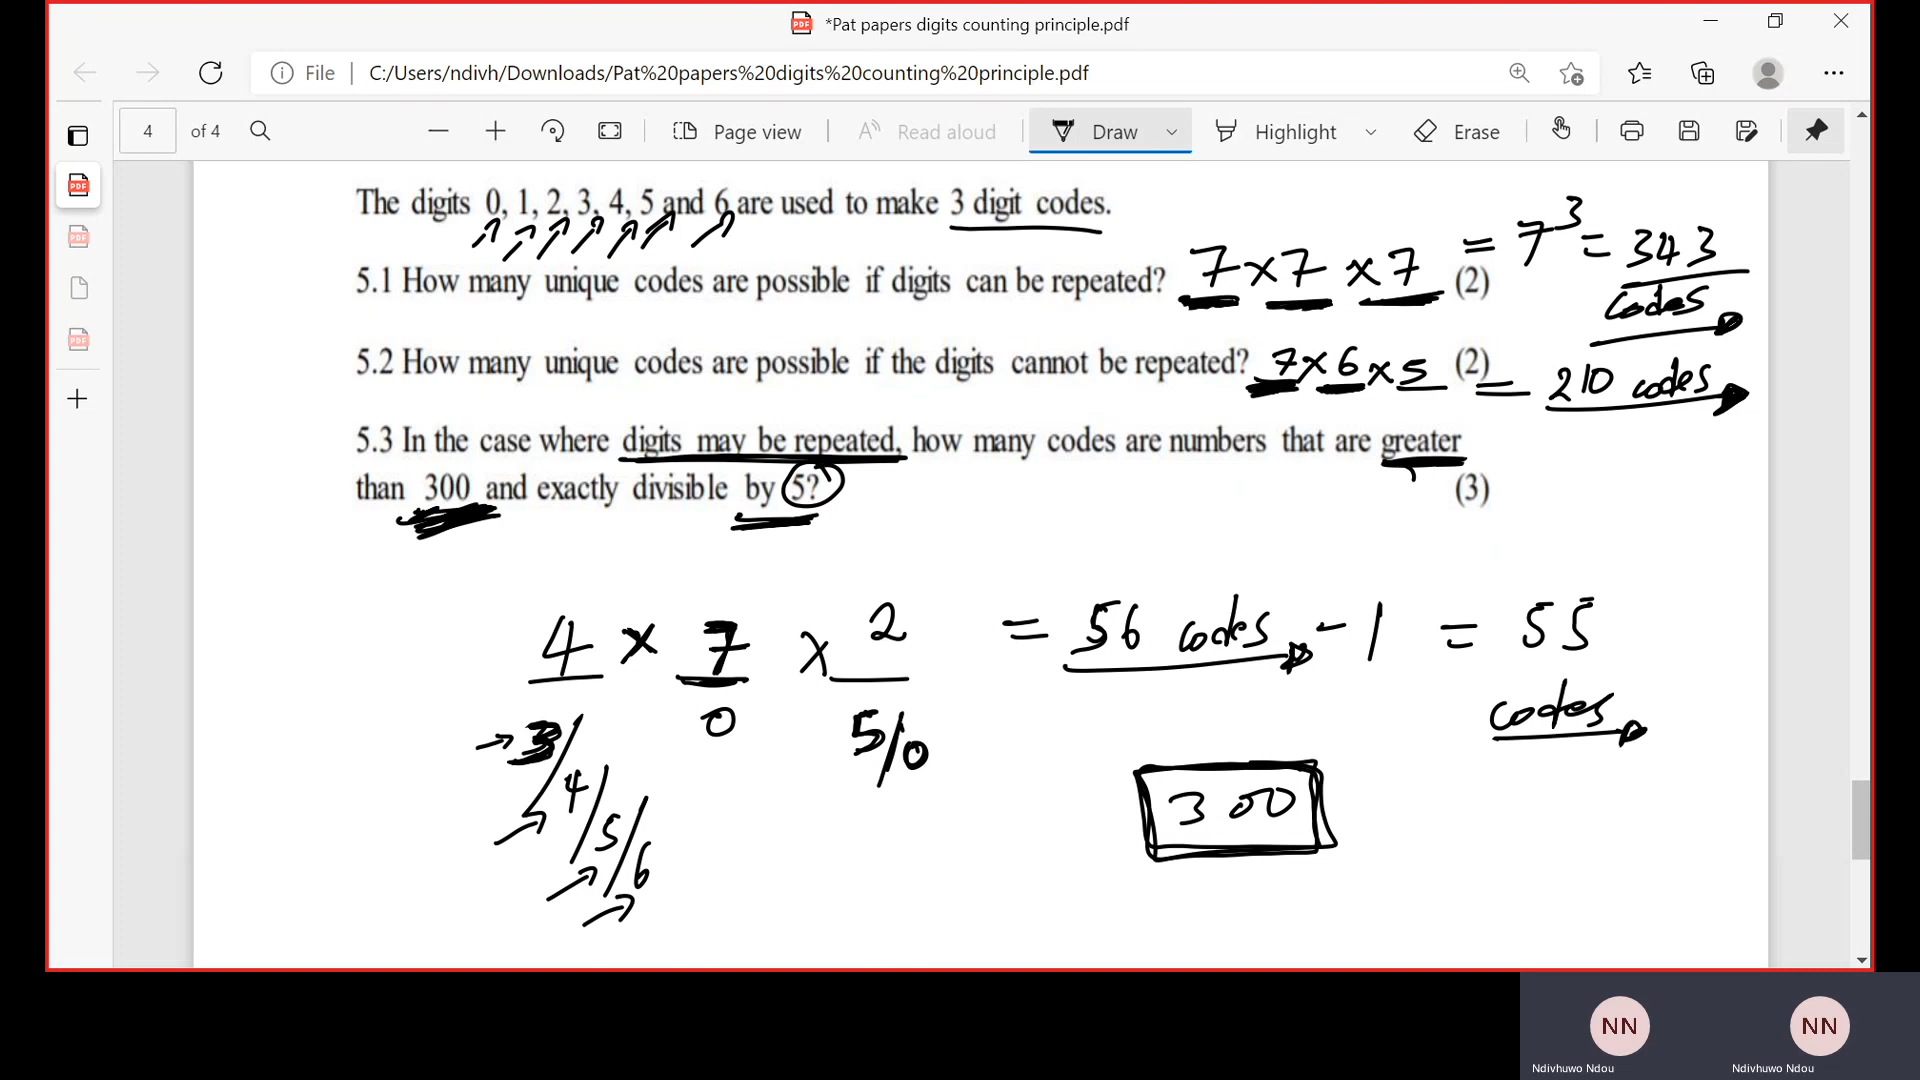 *Pat papers digits counting principle.pdf
File | C:/Users/ndivh/Downloads/Pat%20papers%20digits%20counting%20principle.pdf
4 of 4 Page view Read aloud Draw Highlight Erase
The digits 0, 1, 2, 3, 4, 5 and 6 are used to make 3 digit codes.
5.1 How many unique codes are possible if digits can be repeated? 7 x 7 x 7 (2) = 7³ = 343
codes
5.2 How many unique codes are possible if the digits cannot be repeated? 7 x 6 x 5 (2) = 210 codes
5.3 In the case where digits may be repeated, how many codes are numbers that are greater
than 300 and exactly divisible by 5? (3)
4 x 7 x 2 = 56 codes - 1 = 55
codes
3/4/5/6 0 5/0
300
NN NN
Ndivhuwo Ndou Ndivhuwo Ndou